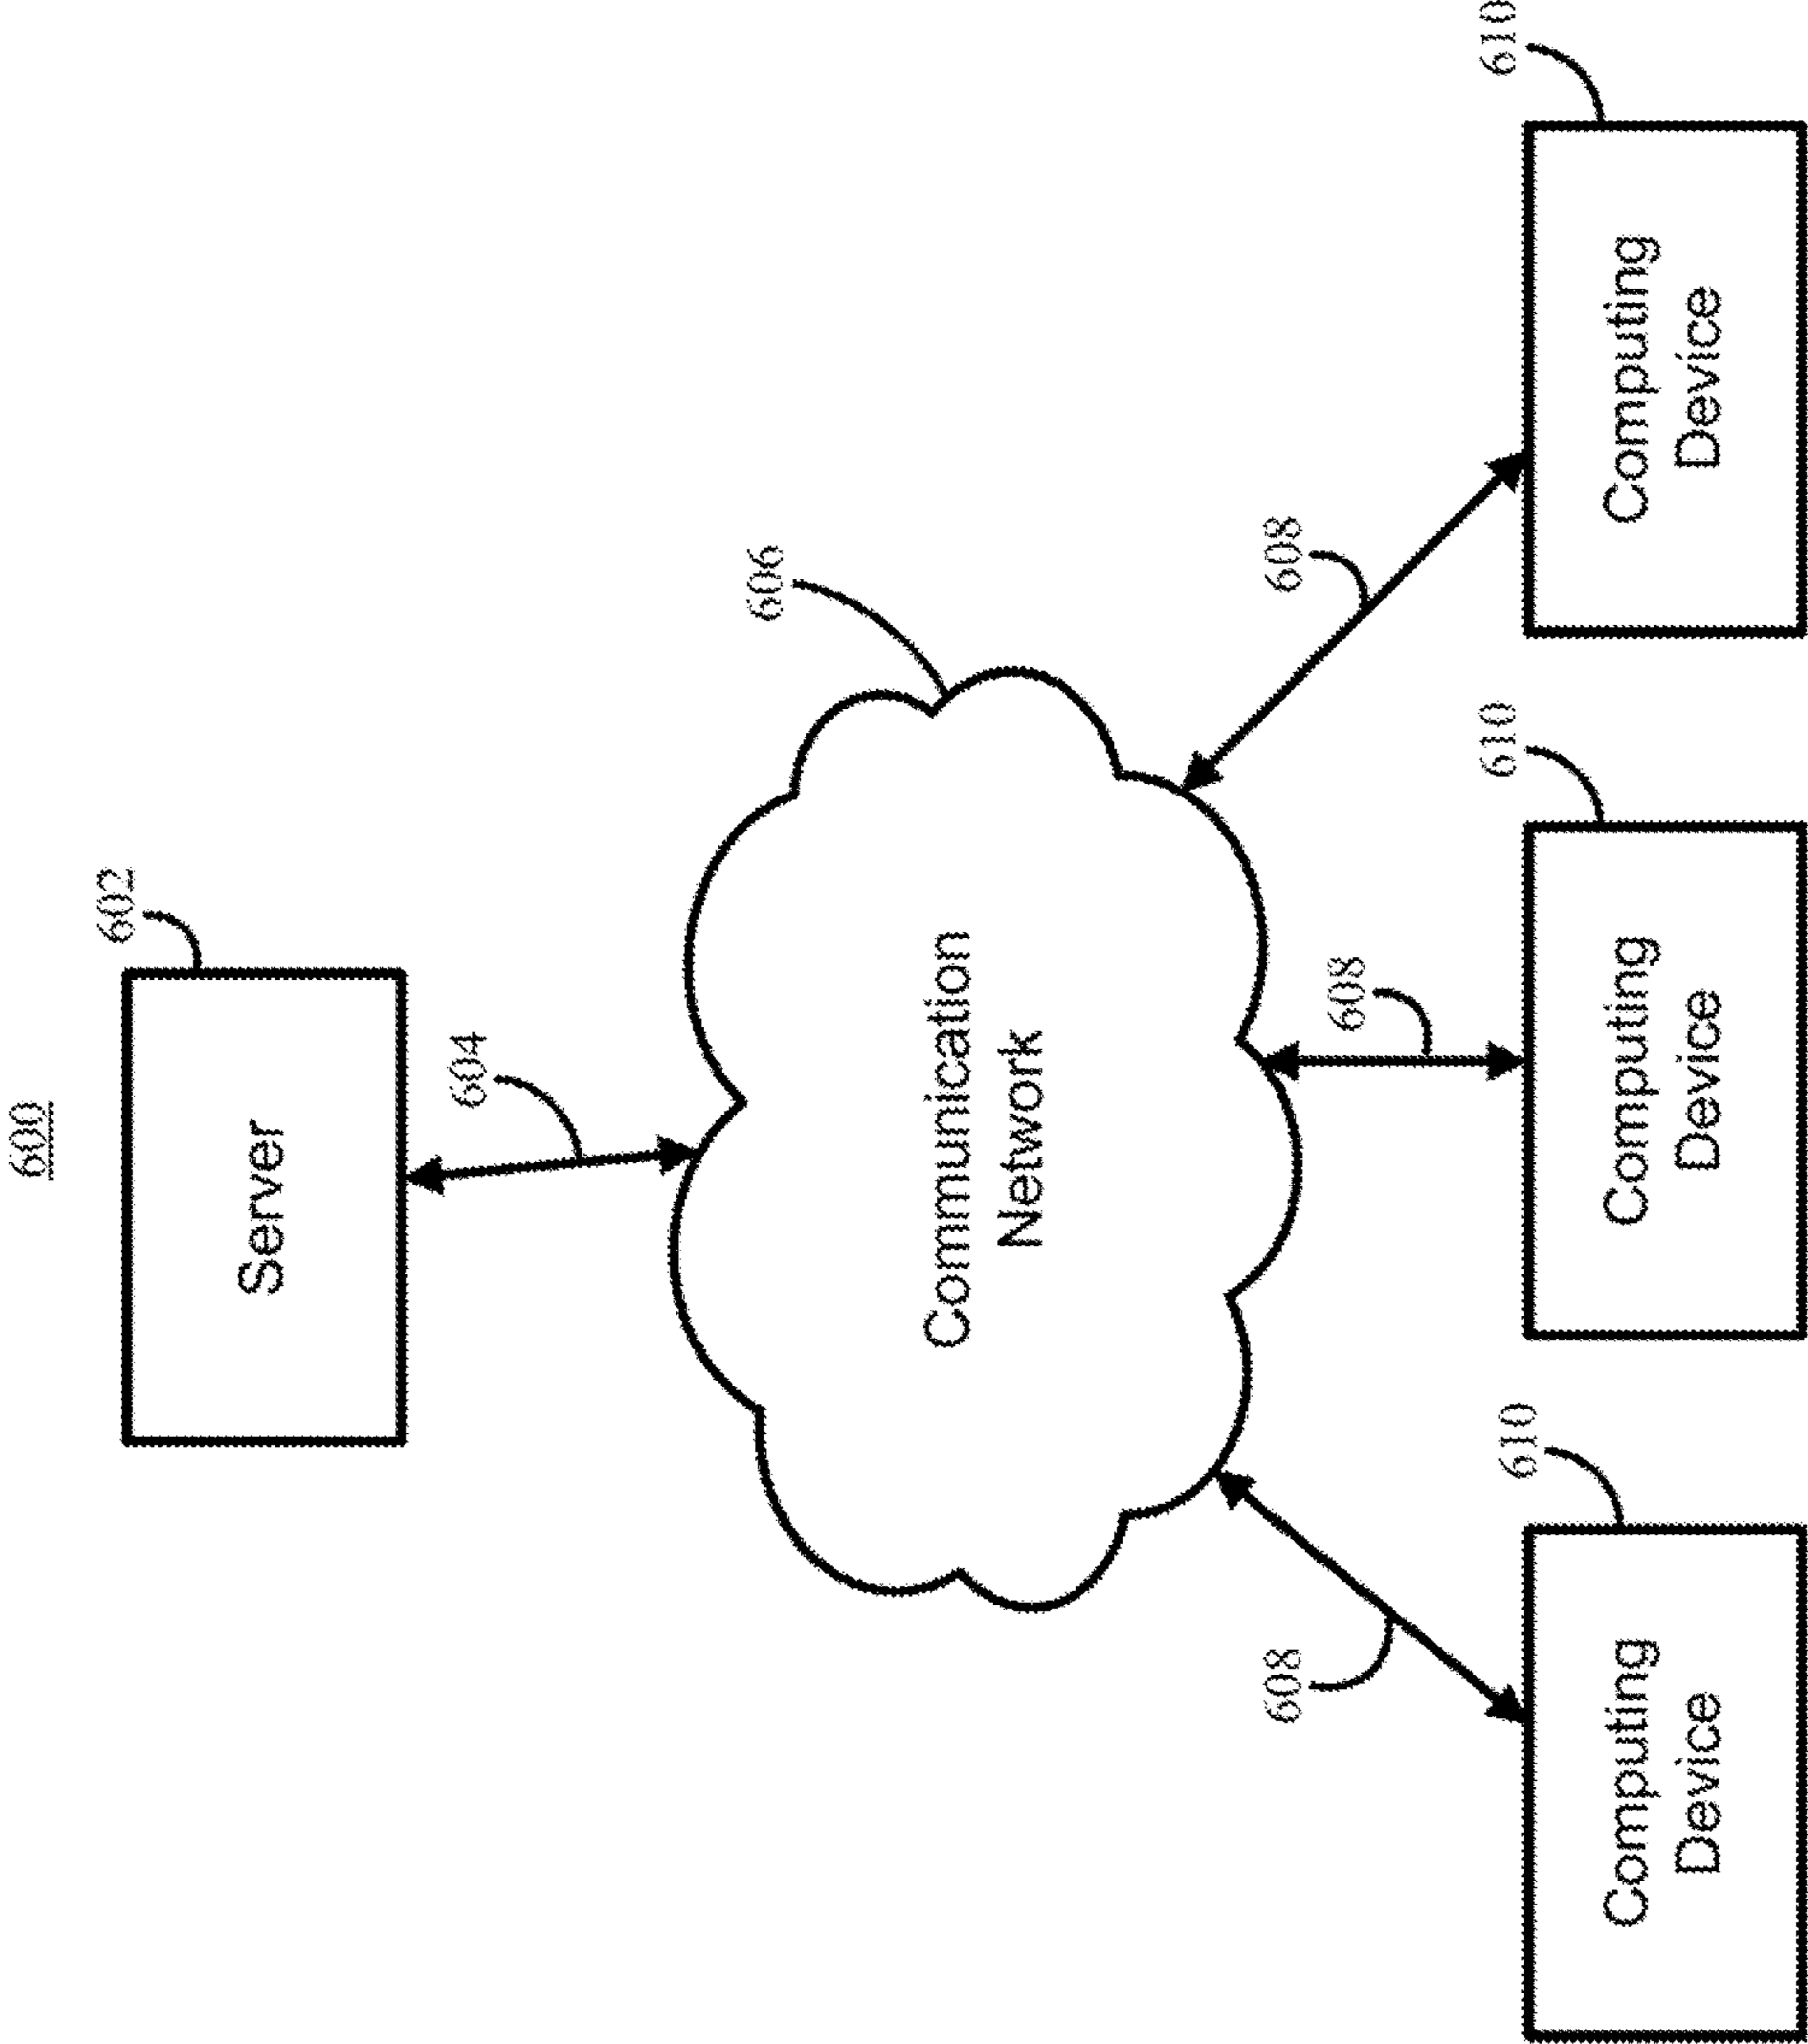 600
602
Server
604
606
Communication
Network
608
608
608
610
610
610
Computing
Device
Computing
Device
Computing
Device